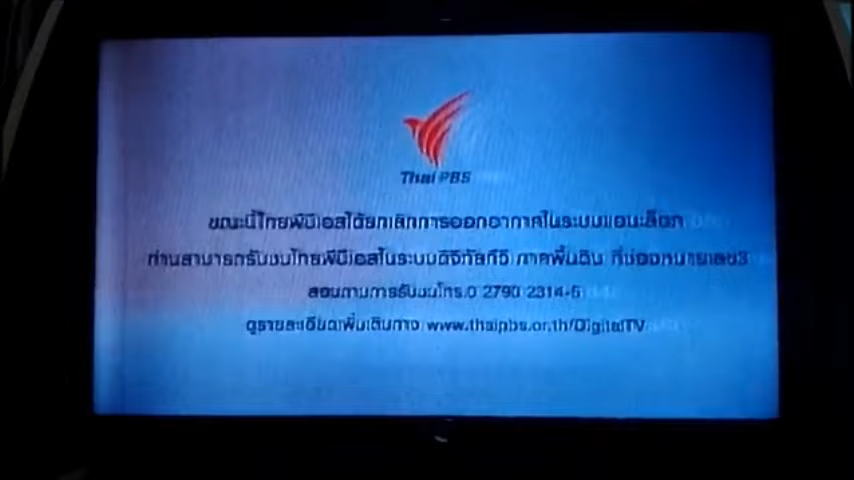 Thai PBS
ขณะนี้ไทยพีบีเอสได้ยกเลิกการออกอากาศในระบบแอนะล็อก
ท่านสามารถรับชมไทยพีบีเอสในระบบดิจิทัลทีวี ภาคพื้นดิน ที่ช่องหมายเลข3
สอบถามการรับชมโทร.0 2790 2314-5
ดูรายละเอียดเพิ่มเติมทาง www.thaipbs.or.th/DigitalTV